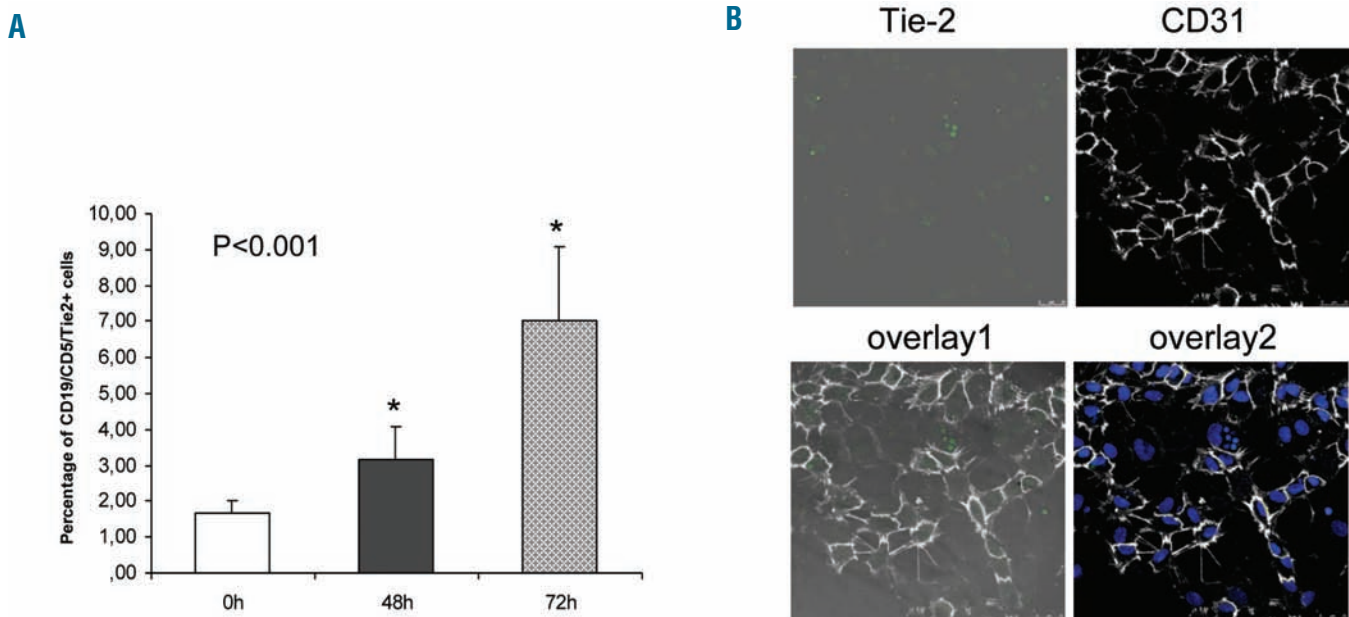 A
Percentage of CD19/CD5/Tie2+ cells
10,00
9,00
8,00
7,00
6,00
5,00
4,00
3,00
2,00
1,00
,00
P<0.001
*
*
0h
48h
72h
B
Tie-2
CD31
overlay1
overlay2